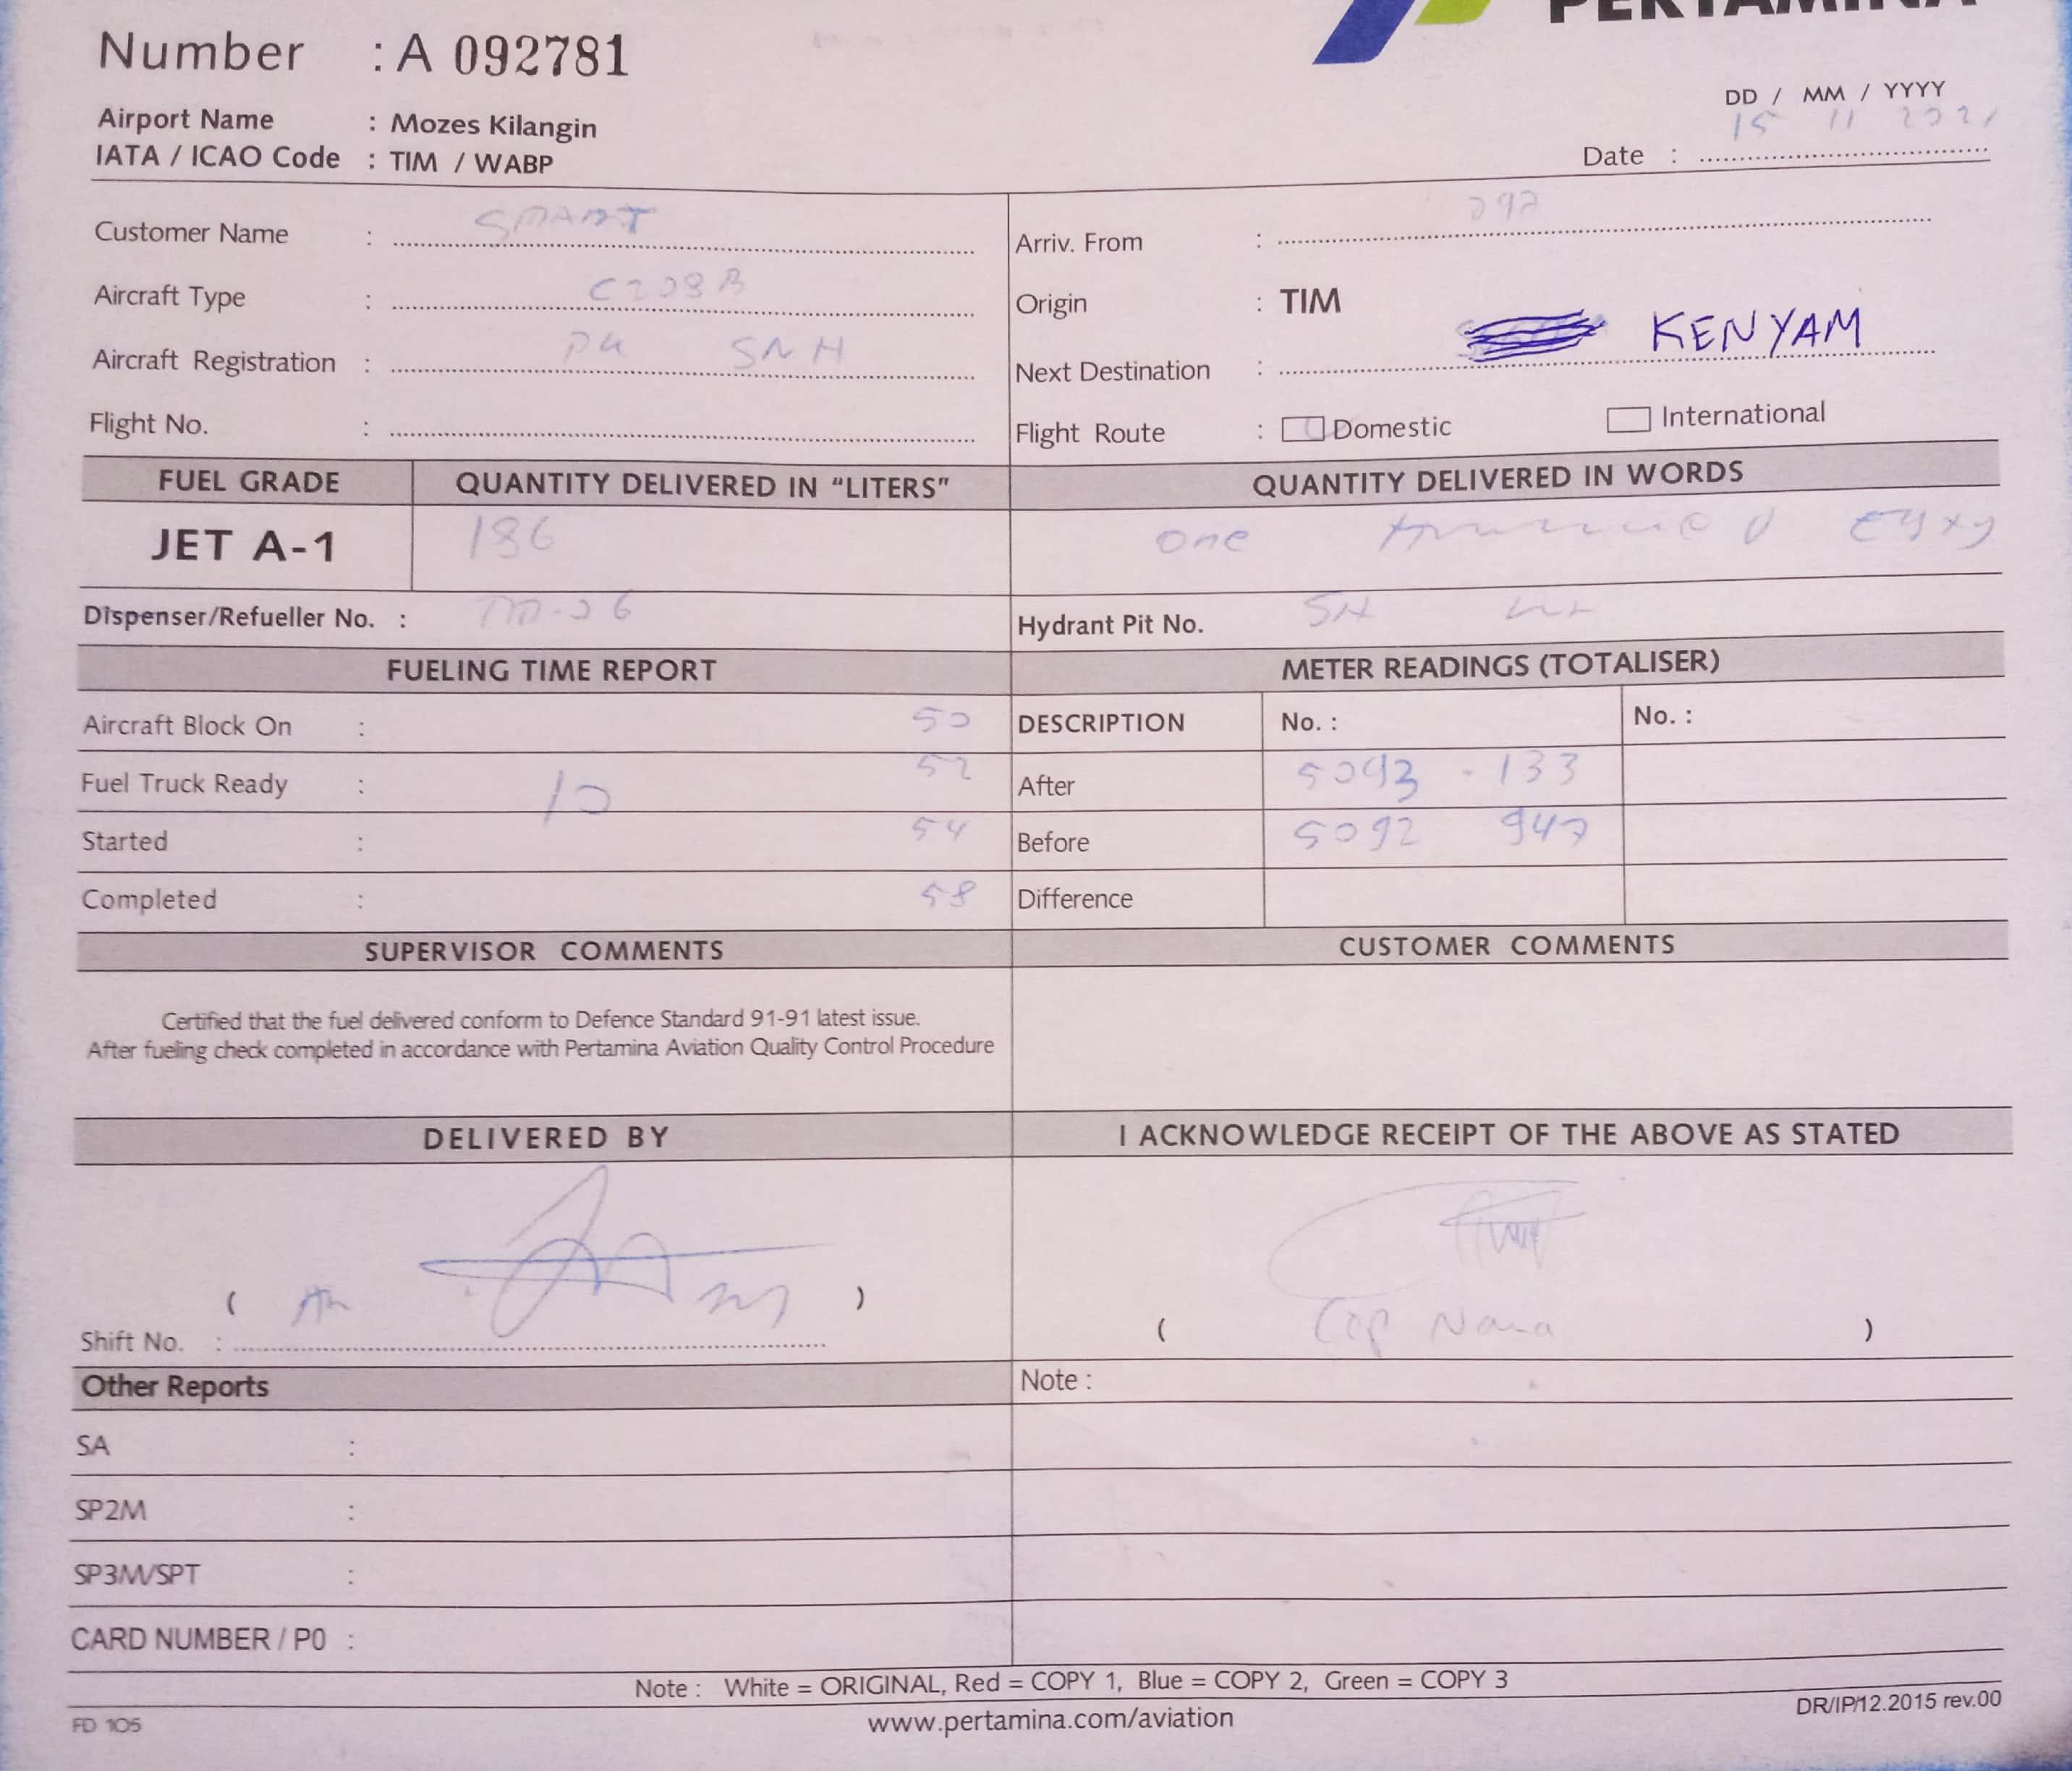 PERTAMINA
Number : A 092781
Airport Name : Mozes Kilangin
IATA / ICAO Code : TIM / WABP
DD / MM / YYYY
Date : 15 11 2021
Customer Name : SMART
Aircraft Type : C208B
Aircraft Registration : PK SNH
Flight No. :
Arriv. From :
Origin : TIM
Next Destination : KENYAM
Flight Route : Domestic International
FUEL GRADE QUANTITY DELIVERED IN “LITERS” QUANTITY DELIVERED IN WORDS
JET A-1 186 one
Dispenser/Refueller No. :
Hydrant Pit No.
FUELING TIME REPORT
Aircraft Block On : 50
Fuel Truck Ready : 10 52
Started : 54
Completed : 58
METER READINGS (TOTALISER)
DESCRIPTION No. : No. :
After 5093 - 133
Before 5092 947
Difference
SUPERVISOR COMMENTS
Certified that the fuel delivered conform to Defence Standard 91-91 latest issue.
After fueling check completed in accordance with Pertamina Aviation Quality Control Procedure
CUSTOMER COMMENTS
DELIVERED BY
( )
Shift No. :
I ACKNOWLEDGE RECEIPT OF THE ABOVE AS STATED
( Nana )
Other Reports
Note :
SA :
SP2M :
SP3M/SPT :
CARD NUMBER / P0 :
Note : White = ORIGINAL, Red = COPY 1, Blue = COPY 2, Green = COPY 3
FD 105
www.pertamina.com/aviation
DR/IP/12.2015 rev.00